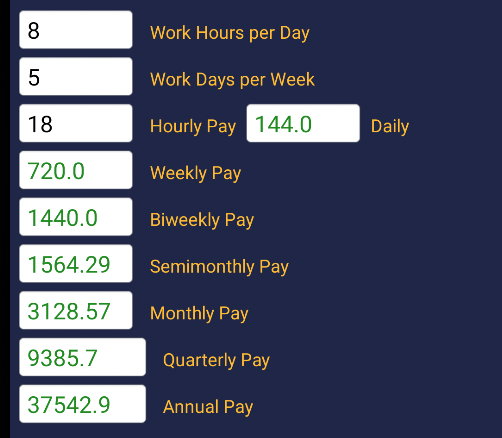 8 Work Hours per Day
5 Work Days per Week
18 Hourly Pay 144.0 Daily
720.0 Weekly Pay
1440.0 Biweekly Pay
1564.29 Semimonthly Pay
3128.57 Monthly Pay
9385.7 Quarterly Pay
37542.9 Annual Pay